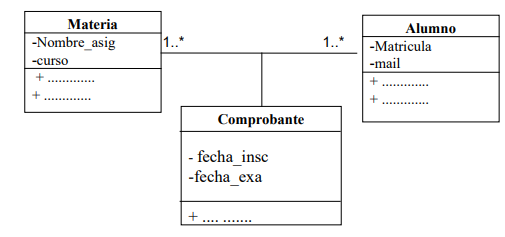 Materia
-Nombre_asig
-curso
+ .............
+ .............
1..*
1..*
Alumno
-Matricula
-mail
+ .............
+ .............
Comprobante
- fecha_insc
-fecha_exa
+ .... .......